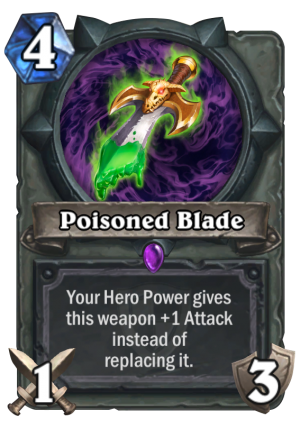 4
Poisoned Blade
Your Hero Power gives
this weapon +1 Attack
instead of
replacing it.
1
3